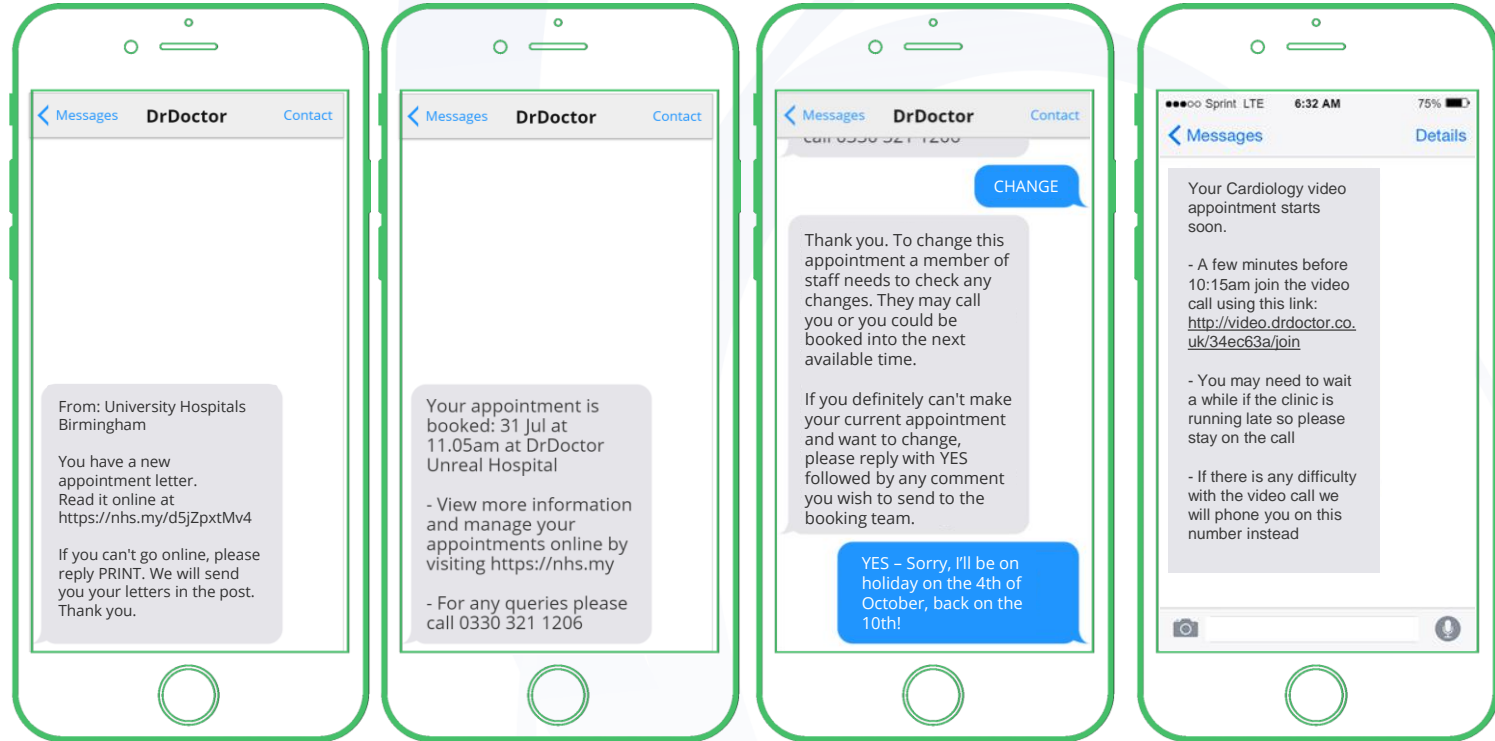 Messages DrDoctor Contact
From: University Hospitals
Birmingham
You have a new
appointment letter.
Read it online at
https://nhs.my/d5jZpxtMv4
If you can't go online, please
reply PRINT. We will send
you your letters in the post.
Thank you.
Messages DrDoctor Contact
Your appointment is
booked: 31 Jul at
11.05am at DrDoctor
Unreal Hospital
- View more information
and manage your
appointments online by
visiting https://nhs.my
- For any queries please
call 0330 321 1206
Messages DrDoctor Contact
call 0330 321 1206
CHANGE
Thank you. To change this
appointment a member of
staff needs to check any
changes. They may call
you or you could be
booked into the next
available time.
If you definitely can't make
your current appointment
and want to change,
please reply with YES
followed by any comment
you wish to send to the
booking team.
YES – Sorry, I'll be on
holiday on the 4th of
October, back on the
10th!
Sprint LTE 6:32 AM 75%
Messages Details
Your Cardiology video
appointment starts
soon.
- A few minutes before
10:15am join the video
call using this link:
http://video.drdoctor.co.
uk/34ec63a/join
- You may need to wait
a while if the clinic is
running late so please
stay on the call
- If there is any difficulty
with the video call we
will phone you on this
number instead